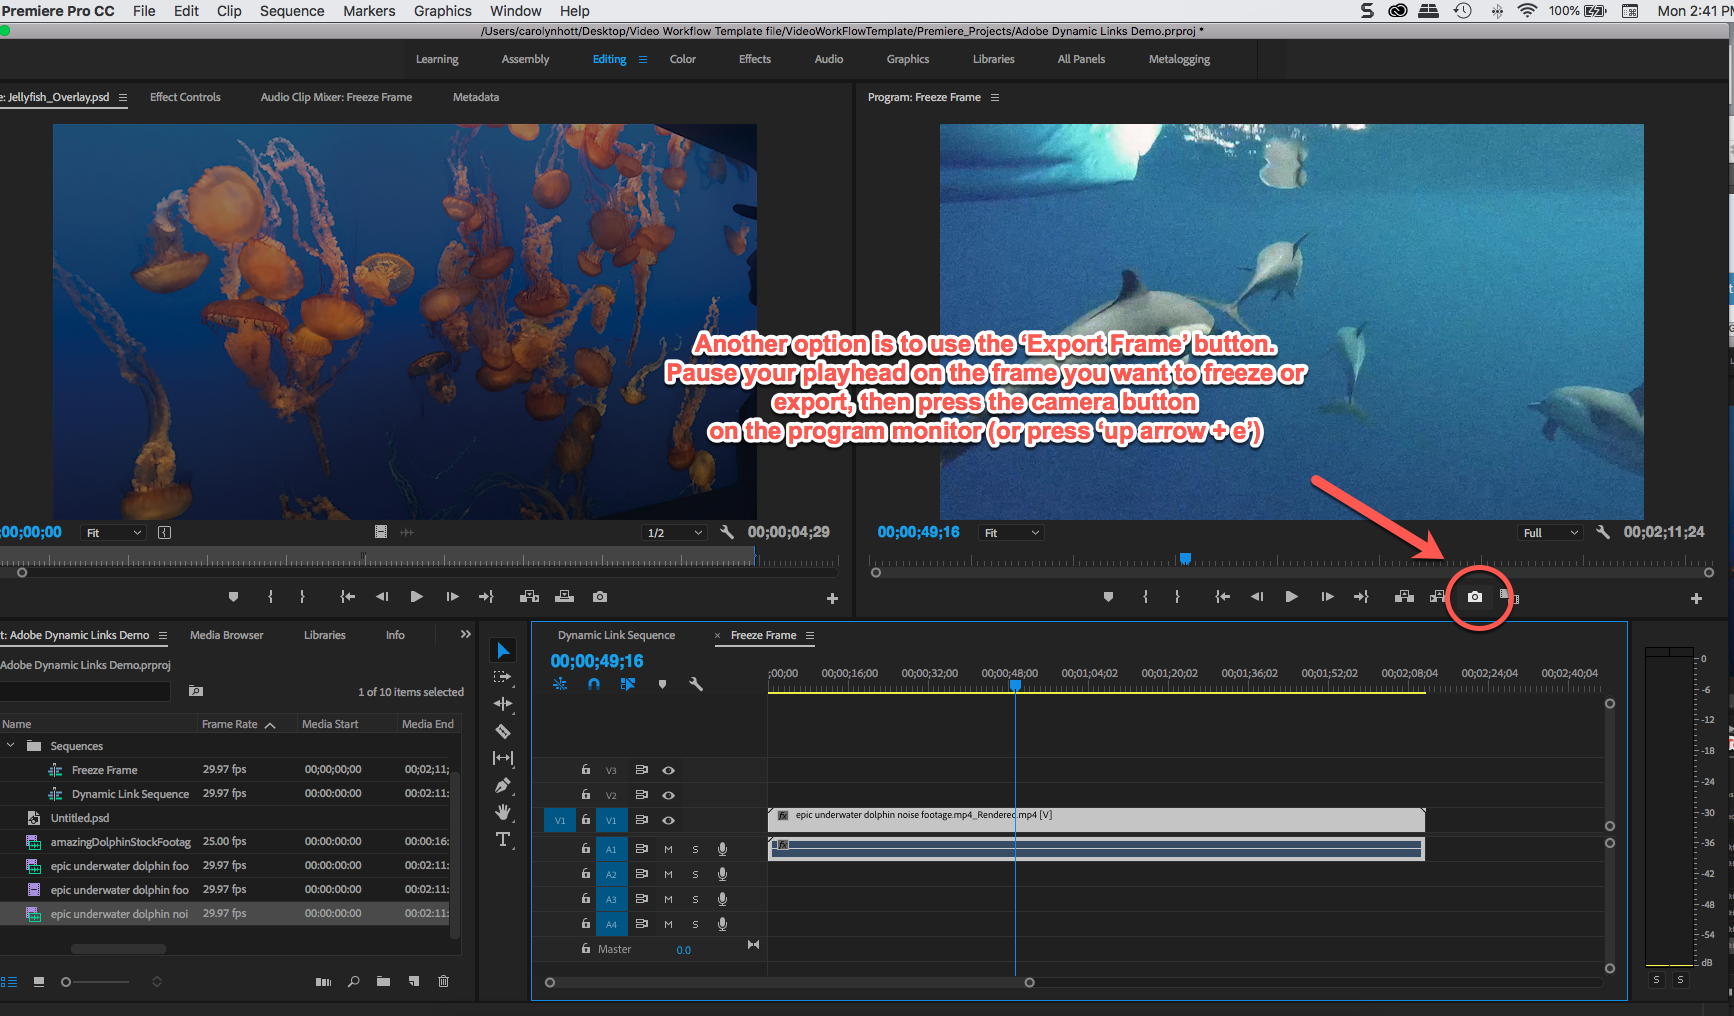 Premiere Pro CC File Edit Clip Sequence Markers Graphics Window Help 100% Mon 2:41
/Users/carolynhott/Desktop/Video Workflow Template file/VideoWorkFlowTemplate/Premiere_Projects/Adobe Dynamic Links Demo.prproj *
Learning Assembly Editing Color Effects Audio Graphics Libraries All Panels Metalogging
e: Jellyfish_Overlay.psd Effect Controls Audio Clip Mixer: Freeze Frame Metadata
Program: Freeze Frame
Another option is to use the ‘Export Frame’ button.
Pause your playhead on the frame you want to freeze or
export, then press the camera button
on the program monitor (or press ‘up arrow + e’)
;00;00;00 Fit 1/2 00;00;04;29
00;00;49;16 Fit Full 00;02;11;24
t: Adobe Dynamic Links Demo Media Browser Libraries Info
Adobe Dynamic Links Demo.prproj
1 of 10 items selected
Name Frame Rate Media Start Media End
Sequences
Freeze Frame 29.97 fps 00;00;00;00 00;02;11;
Dynamic Link Sequence 29.97 fps 00:00:00:00 00:02:11:
Untitled.psd
amazingDolphinStockFootag 25.00 fps 00:00:00:00 00:00:16:
epic underwater dolphin foo 29.97 fps 00:00:00:00 00:02:11:
epic underwater dolphin foo 29.97 fps 00:00:00:00 00:02:11:
epic underwater dolphin noi 29.97 fps 00:00:00:00 00:02:11:
Dynamic Link Sequence × Freeze Frame
00;00;49;16
;00;00 00;00;16;00 00;00;32;00 00;00;48;00 00;01;04;02 00;01;20;02 00;01;36;02 00;01;52;02 00;02;08;04 00;02;24;04 00;02;40;04
V3
V2
V1 V1 fx epic underwater dolphin noise footage.mp4_Rendered.mp4 [V]
A1 M S fx
A2 M S
A3 M S
A4 M S
Master 0.0
0
-6
-12
-18
-24
-30
-36
-42
-48
-54
dB
S S